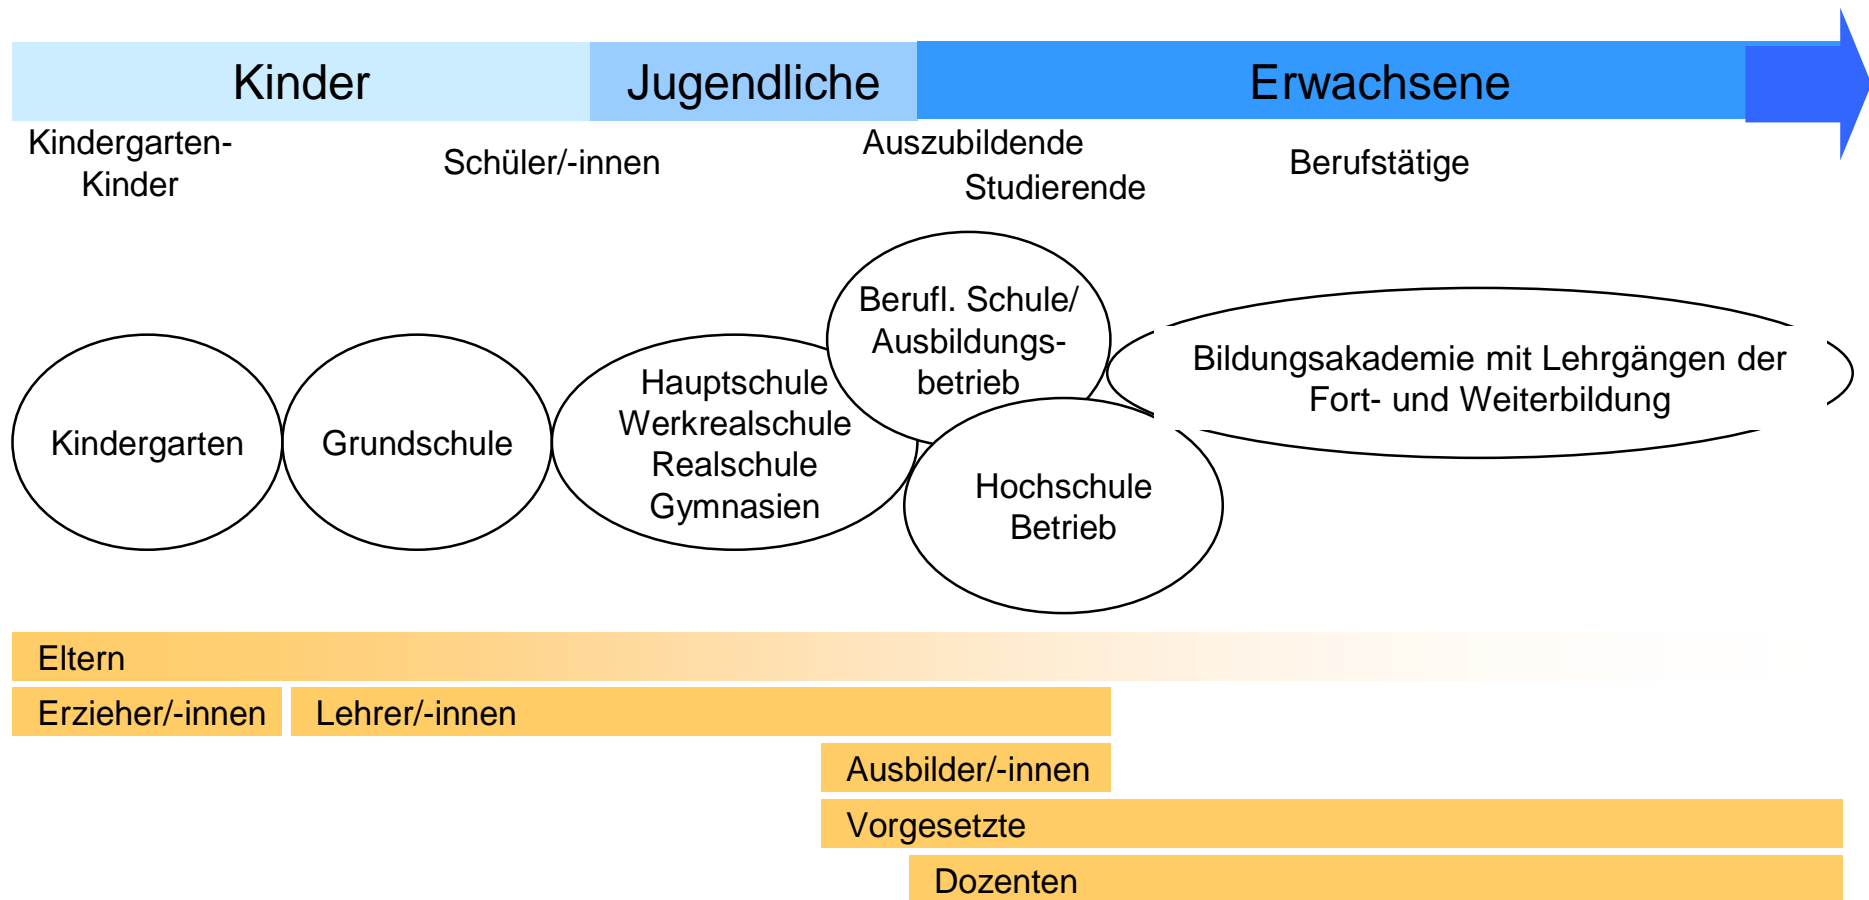 Kinder
Jugendliche
Erwachsene
Kindergarten-
Kinder
Schüler/-innen
Auszubildende
Studierende
Berufstätige
Kindergarten
Grundschule
Hauptschule
Werkrealschule
Realschule
Gymnasien
Berufl. Schule/
Ausbildungs-
betrieb
Hochschule
Betrieb
Bildungsakademie mit Lehrgängen der
Fort- und Weiterbildung
Eltern
Erzieher/-innen
Lehrer/-innen
Ausbilder/-innen
Vorgesetzte
Dozenten